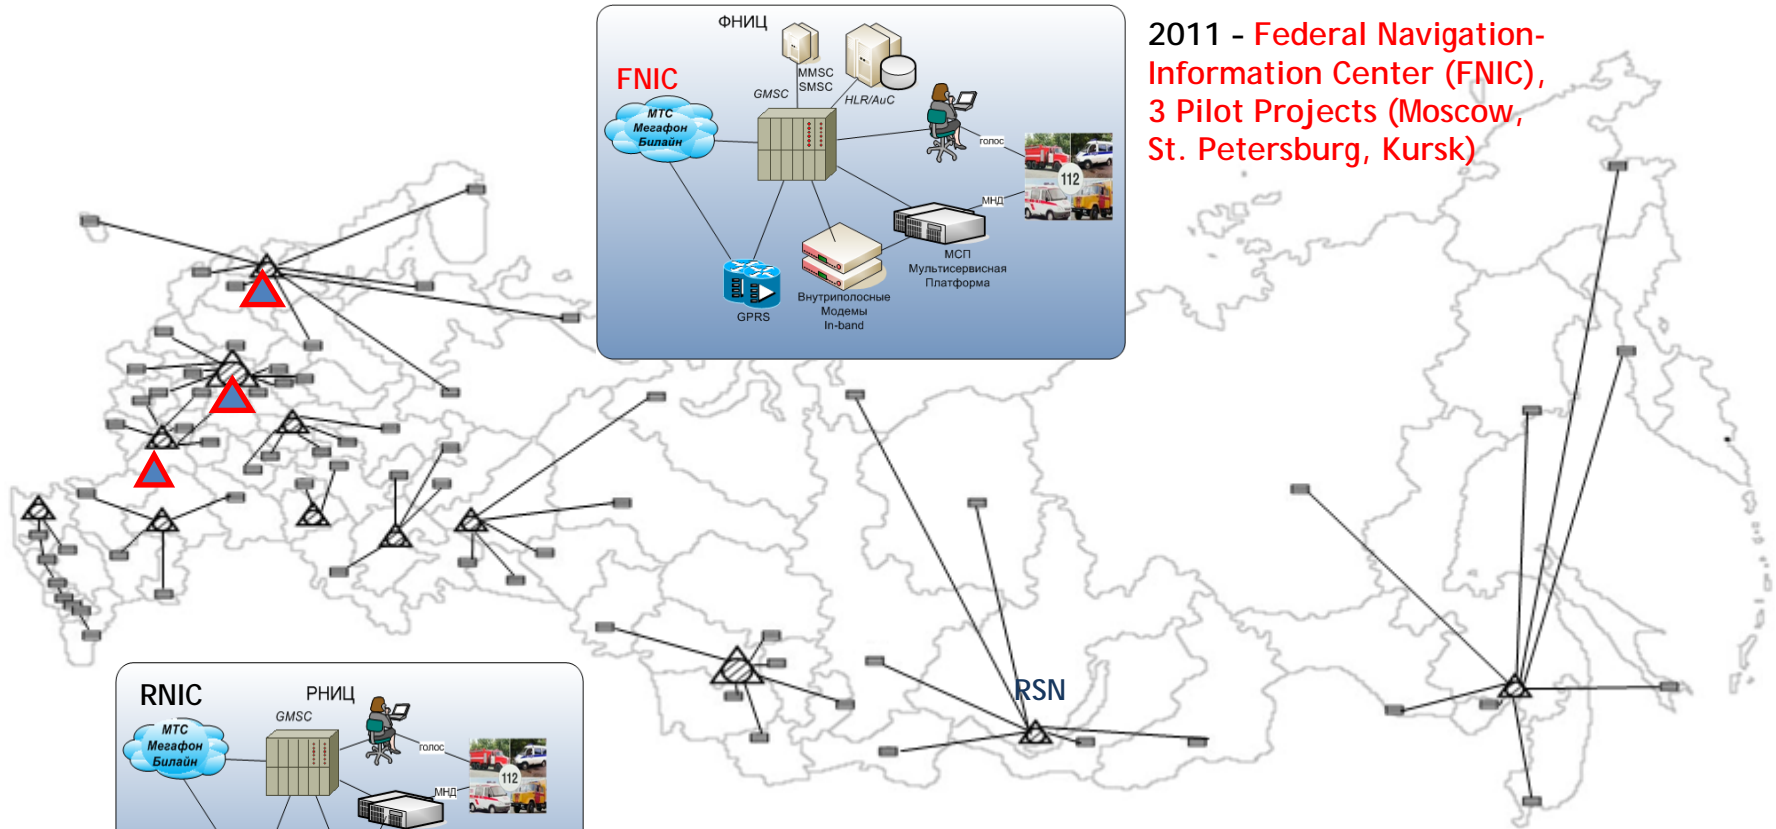 2011 - Federal Navigation-
Information Center (FNIC),
3 Pilot Projects (Moscow,
St. Petersburg, Kursk)
ФНИЦ
FNIC
MMSC
SMSC
GMSC
HLR/AuC
МТС
Мегафон
Билайн
голос
112
МНД
МСП
Мультисервисная
Платформа
Внутриполосные
Модемы
In-band
GPRS
RSN
RNIC
РНИЦ
GMSC
МТС
Мегафон
Билайн
голос
112
МНД